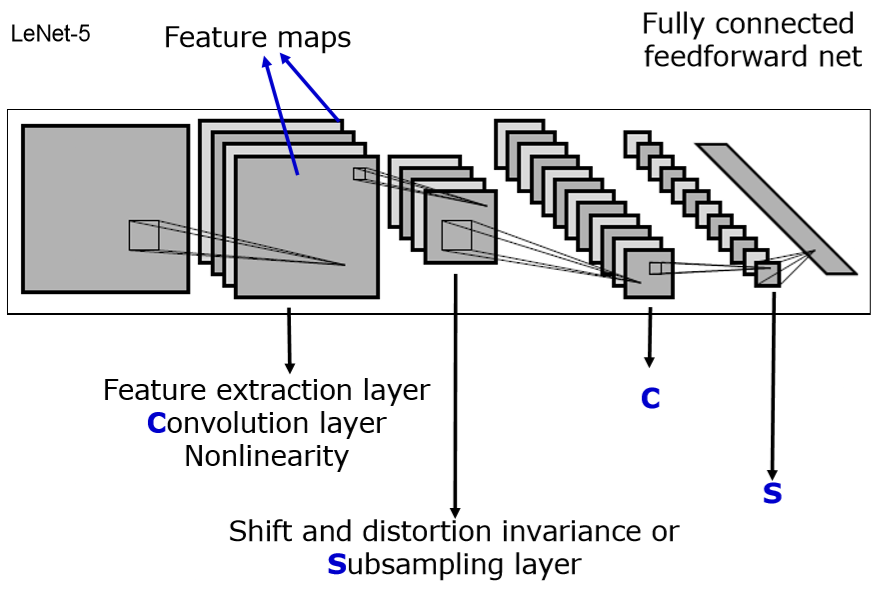 LeNet-5
Feature maps
Fully connected
feedforward net
Feature extraction layer
Convolution layer
Nonlinearity
C
S
Shift and distortion invariance or
Subsampling layer